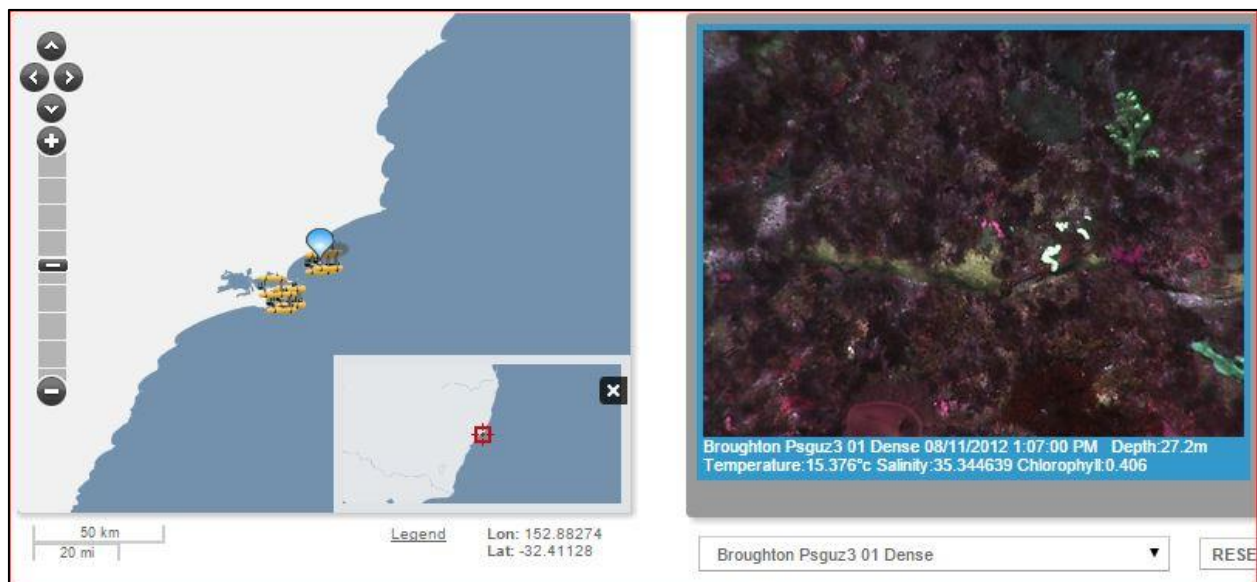 50 km
20 mi
Legend
Lon: 152.88274
Lat: -32.41128
Broughton Psguz3 01 Dense 08/11/2012 1:07:00 PM Depth:27.2m
Temperature:15.376°c Salinity:35.344639 Chlorophyll:0.406
Broughton Psguz3 01 Dense
RESE